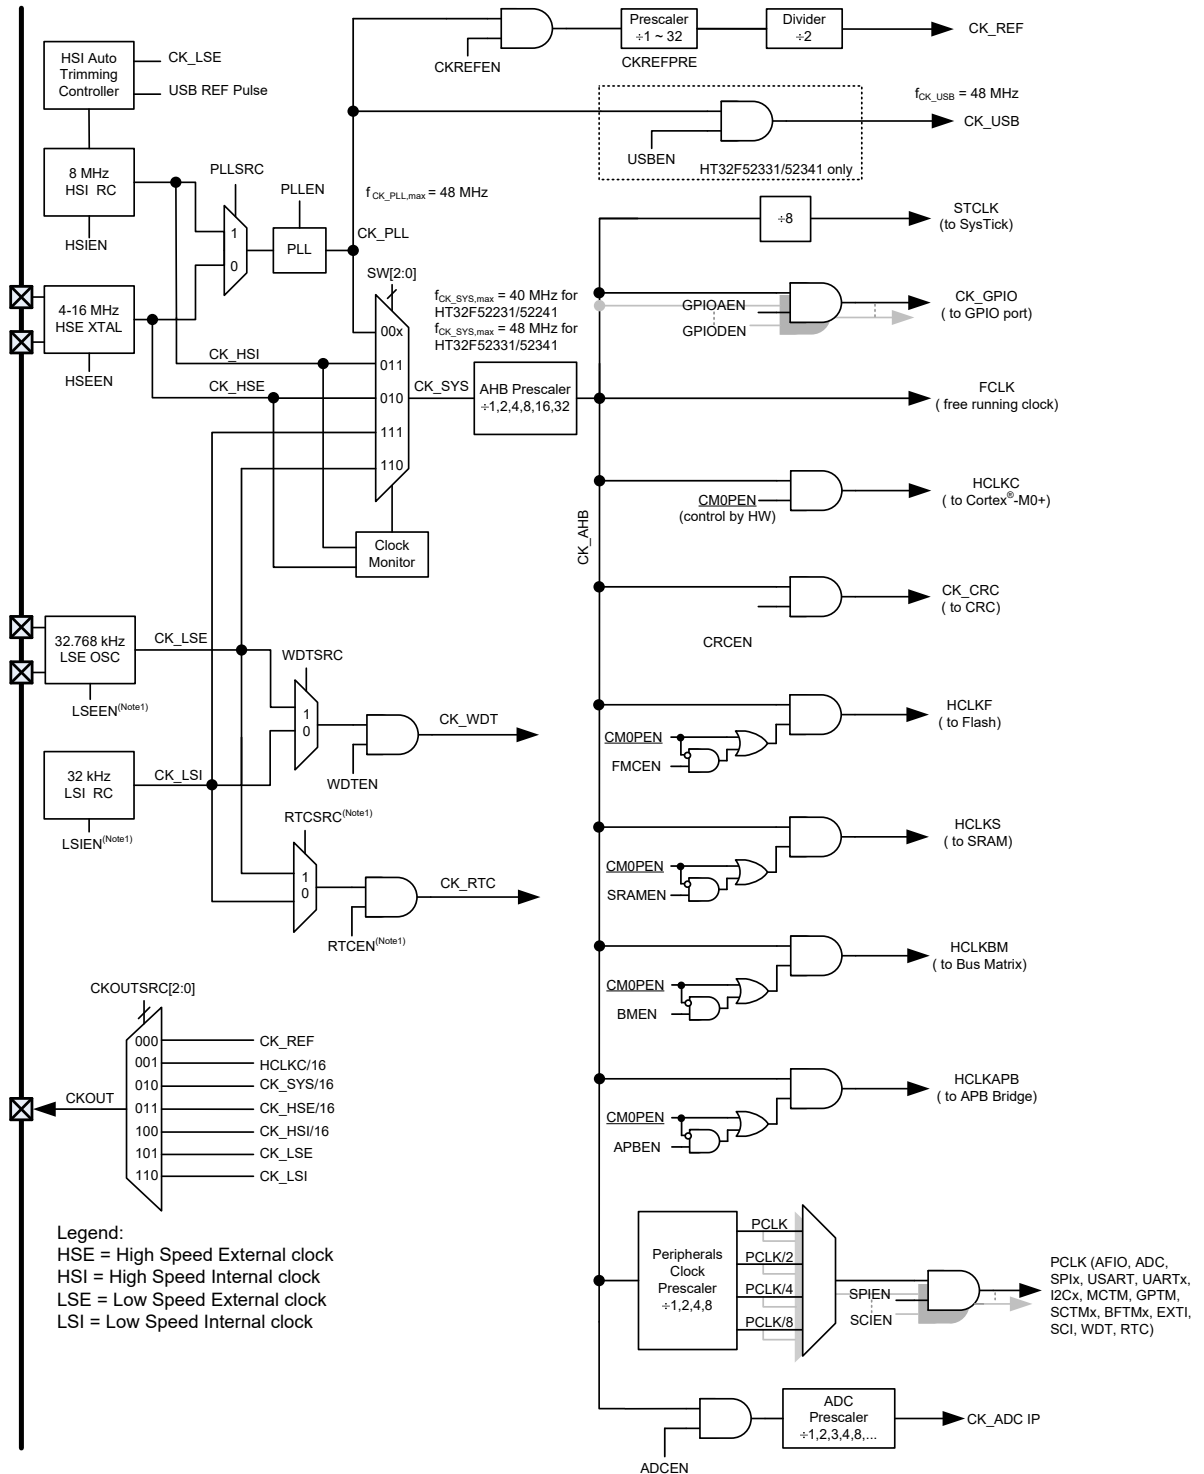 Prescaler
÷1 ~ 32
CKREFPRE
Divider
÷2
CK_REF
CKREFEN
HSI Auto
Trimming
Controller
CK_LSE
USB REF Pulse
fCK_USB = 48 MHz
CK_USB
USBEN
HT32F52331/52341 only
8 MHz
HSI RC
HSIEN
PLLSRC
1
0
PLLEN
PLL
fCK_PLL,max = 48 MHz
CK_PLL
÷8
STCLK
(to SysTick)
4-16 MHz
HSE XTAL
HSEEN
SW[2:0]
00x
011
010
111
110
fCK_SYS,max = 40 MHz for
HT32F52231/52241
fCK_SYS,max = 48 MHz for
HT32F52331/52341
GPIOAEN
GPIODEN
CK_GPIO
( to GPIO port)
CK_HSI
CK_HSE
CK_SYS
AHB Prescaler
÷1,2,4,8,16,32
FCLK
( free running clock)
CM0PEN
(control by HW)
HCLKC
( to Cortex®-M0+)
Clock
Monitor
CK_AHB
CK_CRC
( to CRC)
CRCEN
32.768 kHz
LSE OSC
CK_LSE
LSEEN(Note1)
WDTSRC
1
0
CK_WDT
WDTEN
CM0PEN
FMCEN
HCLKF
( to Flash)
32 kHz
LSI RC
CK_LSI
LSIEN(Note1)
RTCSRC(Note1)
1
0
CK_RTC
RTCEN(Note1)
CM0PEN
SRAMEN
HCLKS
( to SRAM)
CM0PEN
BMEN
HCLKBM
( to Bus Matrix)
CKOUTSRC[2:0]
000 CK_REF
001 HCLKC/16
010 CK_SYS/16
CKOUT 011 CK_HSE/16
100 CK_HSI/16
101 CK_LSE
110 CK_LSI
CM0PEN
APBEN
HCLKAPB
( to APB Bridge)
Legend:
HSE = High Speed External clock
HSI = High Speed Internal clock
LSE = Low Speed External clock
LSI = Low Speed Internal clock
Peripherals
Clock
Prescaler
÷1,2,4,8
PCLK
PCLK/2
PCLK/4
PCLK/8
SPIEN
SCIEN
PCLK (AFIO, ADC,
SPIx, USART, UARTx,
I2Cx, MCTM, GPTM,
SCTMx, BFTMx, EXTI,
SCI, WDT, RTC)
ADCEN
ADC
Prescaler
÷1,2,3,4,8,...
CK_ADC IP